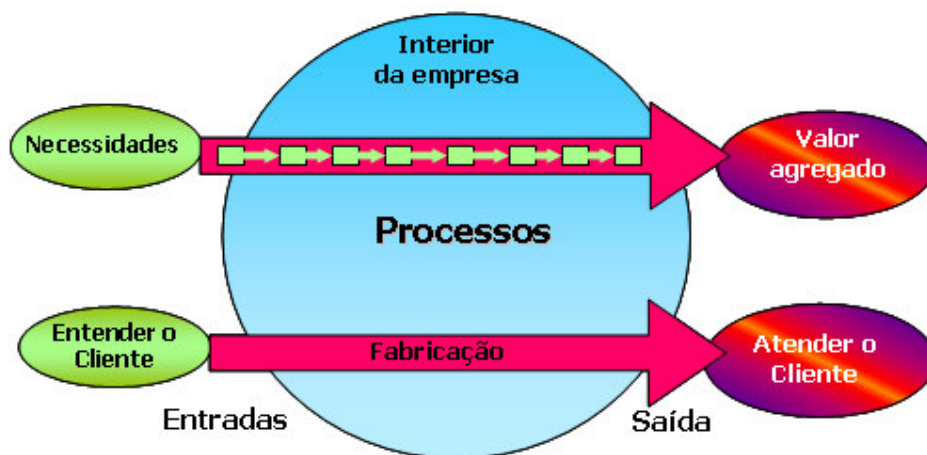 Interior
da empresa
Necessidades
Valor
agregado
Processos
Entender o
Cliente
Fabricação
Atender o
Cliente
Entradas
Saída